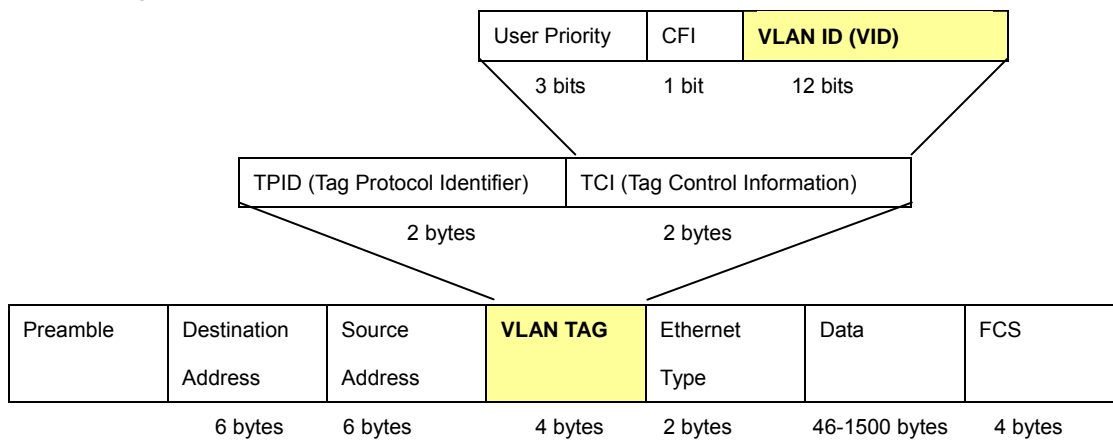 User Priority CFI VLAN ID (VID)
3 bits 1 bit 12 bits
TPID (Tag Protocol Identifier) TCI (Tag Control Information)
2 bytes 2 bytes
Preamble Destination Source VLAN TAG Ethernet Data FCS
Address Address Type
6 bytes 6 bytes 4 bytes 2 bytes 46-1500 bytes 4 bytes